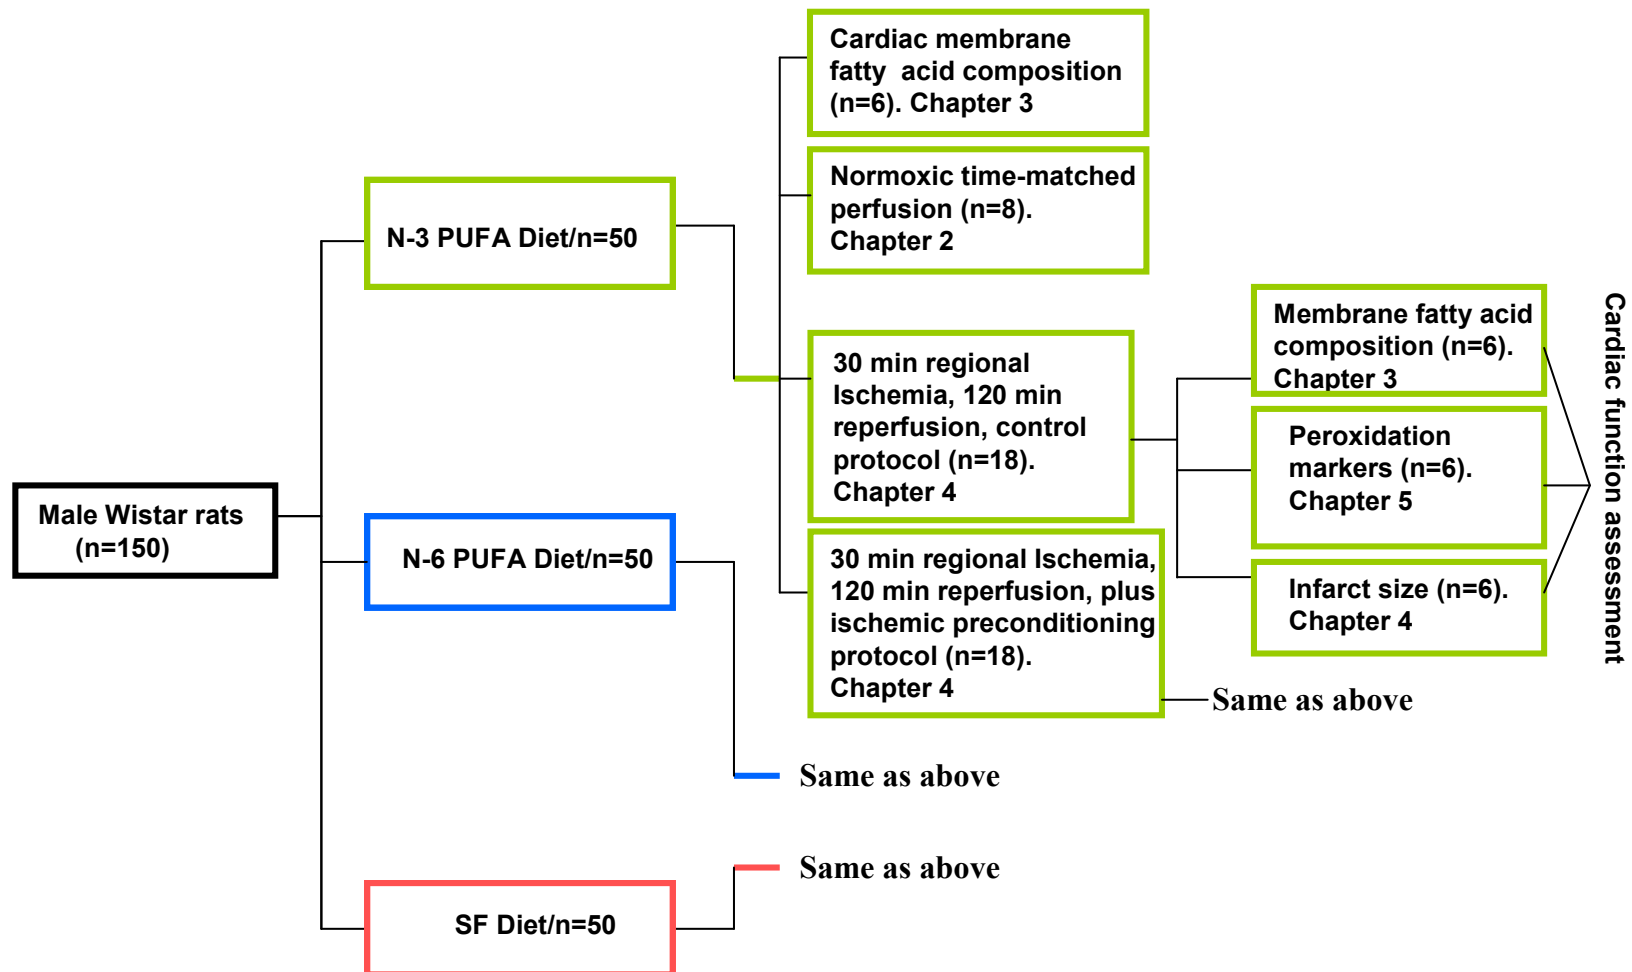 Male Wistar rats
(n=150)
N-3 PUFA Diet/n=50
N-6 PUFA Diet/n=50
SF Diet/n=50
Cardiac membrane
fatty acid composition
(n=6). Chapter 3
Normoxic time-matched
perfusion (n=8).
Chapter 2
30 min regional
Ischemia, 120 min
reperfusion, control
protocol (n=18).
Chapter 4
30 min regional Ischemia,
120 min reperfusion, plus
ischemic preconditioning
protocol (n=18).
Chapter 4
Same as above
Same as above
Membrane fatty acid
composition (n=6).
Chapter 3
Peroxidation
markers (n=6).
Chapter 5
Infarct size (n=6).
Chapter 4
Same as above
Cardiac function assessment